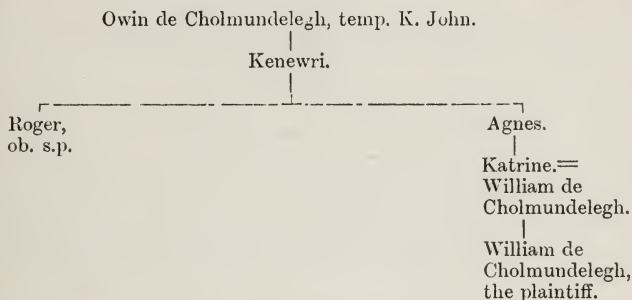 Owin de Cholmundelegh, temp. K. John.
Kenewri.
Roger,
ob. s.p.
Agnes.
Katrine.=
William de
Cholmundelegh.
William de
Cholmundelegh,
the plaintiff.